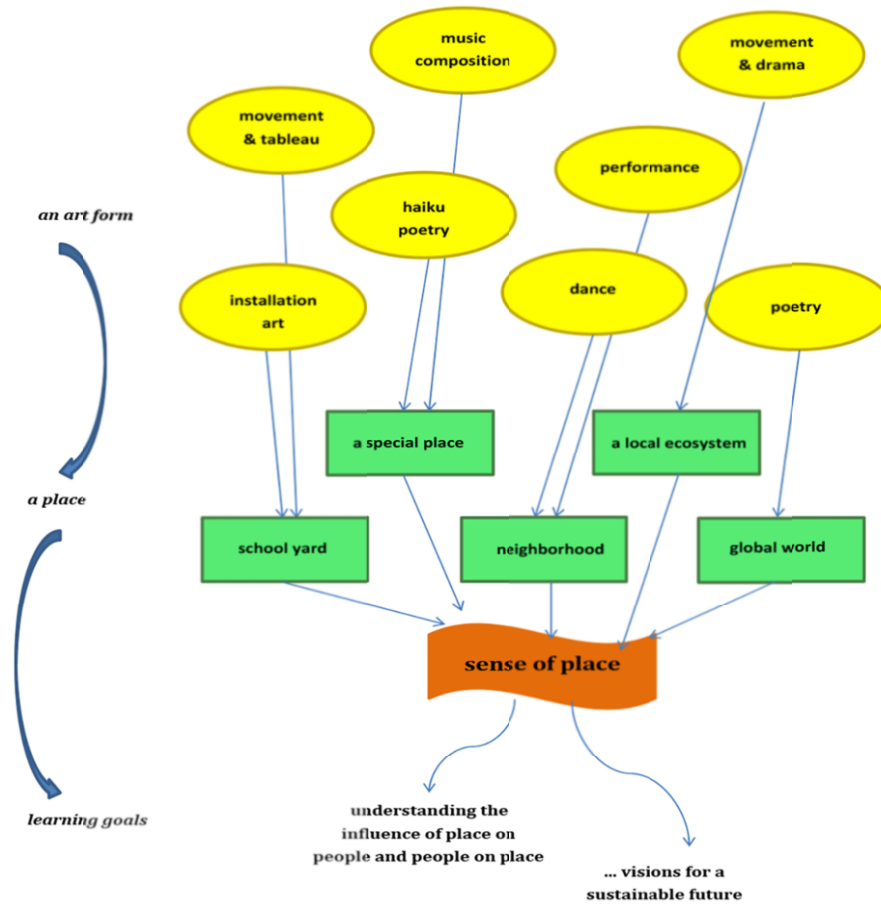 music
composition
movement
& drama
movement
& tableau
performance
haiku
poetry
an art form
dance
installation
art
poetry
a special place
a local ecosystem
a place
school yard
neighborhood
global world
sense of place
understanding the
influence of place on
people and people on place
learning goals
... visions for a
sustainable future